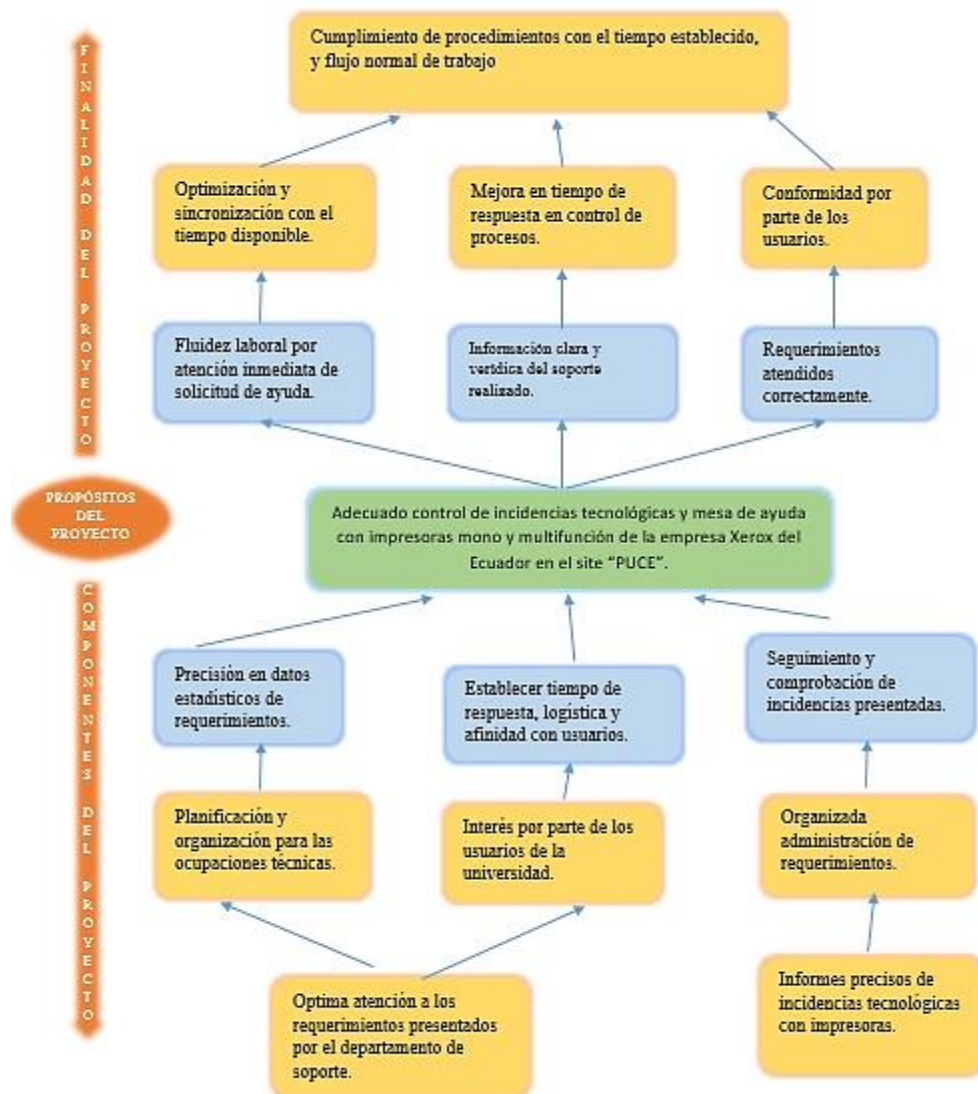 Cumplimiento de procedimientos con el tiempo establecido,
y flujo normal de trabajo
FINALIDAD DEL PROYECTO
Optimización y
sincronización con el
tiempo disponible.
Mejora en tiempo de
respuesta en control de
procesos.
Conformidad por
parte de los
usuarios.
Fluidez laboral por
atención inmediata de
solicitud de ayuda.
Información clara y
verídica del soporte
realizado.
Requerimientos
atendidos
correctamente.
PROPÓSITOS
DEL
PROYECTO
Adecuado control de incidencias tecnológicas y mesa de ayuda
con impresoras mono y multifunción de la empresa Xerox del
Ecuador en el site “PUCE”.
COMPONENTES DEL PROYECTO
Precisión en datos
estadísticos de
requerimientos.
Establecer tiempo de
respuesta, logística y
afinidad con usuarios.
Seguimiento y
comprobación de
incidencias presentadas.
Planificación y
organización para las
ocupaciones técnicas.
Interés por parte de los
usuarios de la
universidad.
Organizada
administración de
requerimientos.
Optima atención a los
requerimientos presentados
por el departamento de
soporte.
Informes precisos de
incidencias tecnológicas
con impresoras.